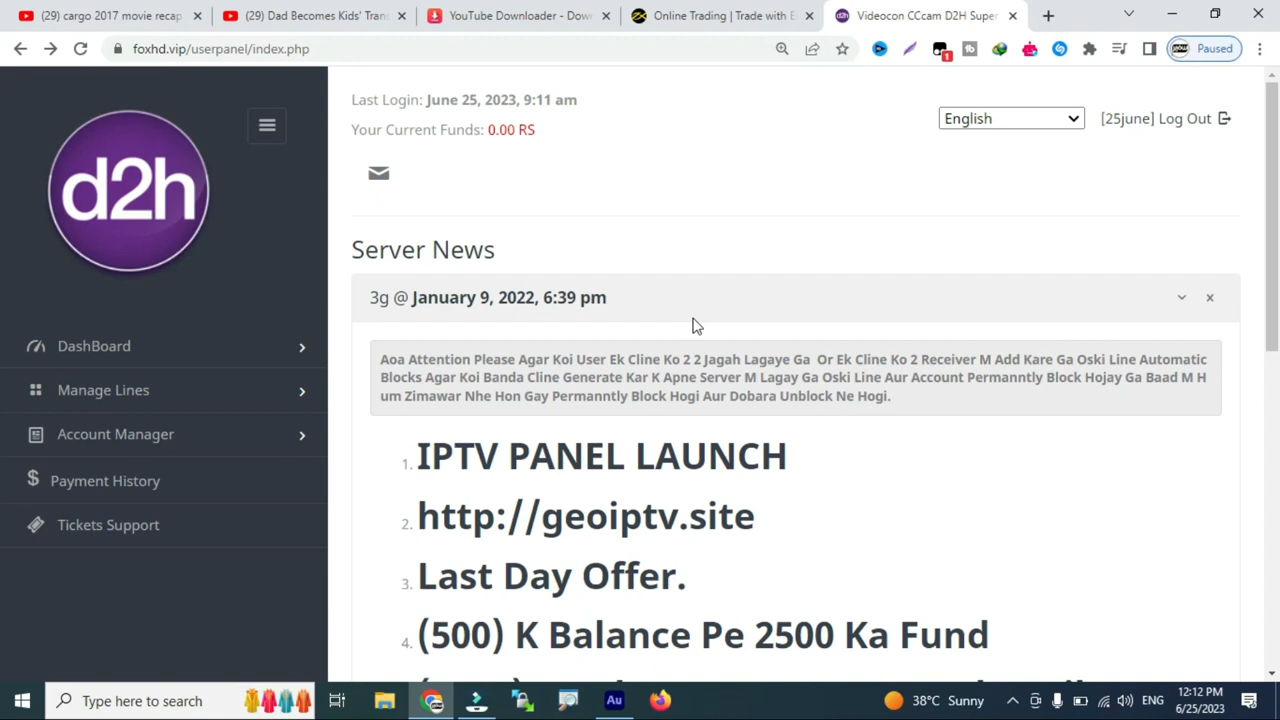 (29) cargo 2017 movie recap
(29) Dad Becomes Kids' Tran
YouTube Downloader - Dow
Online Trading | Trade with E
Videocon CCcam D2H Super
foxhd.vip/userpanel/index.php
1
Paused
d2h
Last Login: June 25, 2023, 9:11 am
Your Current Funds: 0.00 RS
English
[25june] Log Out
Server News
3g @ January 9, 2022, 6:39 pm
DashBoard
Manage Lines
Account Manager
Payment History
Tickets Support
Aoa Attention Please Agar Koi User Ek Cline Ko 2 2 Jagah Lagaye Ga Or Ek Cline Ko 2 Receiver M Add Kare Ga Oski Line Automatic
Blocks Agar Koi Banda Cline Generate Kar K Apne Server M Lagay Ga Oski Line Aur Account Permanntly Block Hojay Ga Baad M H
um Zimawar Nhe Hon Gay Permanntly Block Hogi Aur Dobara Unblock Ne Hogi.
1. IPTV PANEL LAUNCH
2. http://geoiptv.site
3. Last Day Offer.
4. (500) K Balance Pe 2500 Ka Fund
Type here to search
Au
38°C Sunny
ENG
12:12 PM
6/25/2023